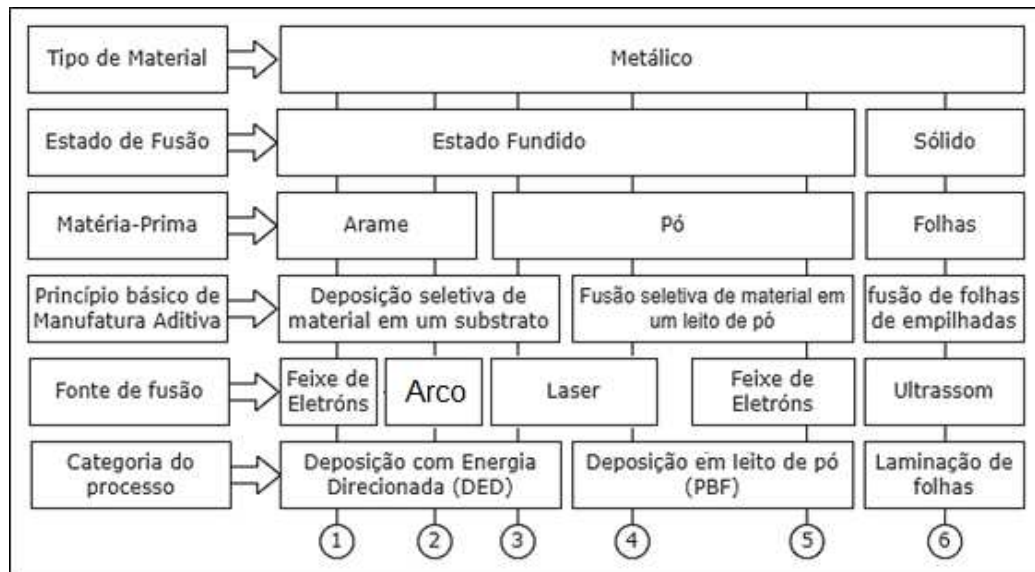 Tipo de Material
Metálico
Estado de Fusão
Estado Fundido
Sólido
Matéria-Prima
Arame
Pó
Folhas
Princípio básico de
Manufatura Aditiva
Deposição seletiva de
material em um substrato
Fusão seletiva de material em
um leito de pó
fusão de folhas
de empilhadas
Fonte de fusão
Feixe de
Eletróns
Arco
Laser
Feixe de
Eletróns
Ultrassom
Categoria do
processo
Deposição com Energia
Direcionada (DED)
Deposição em leito de pó
(PBF)
Laminação de
folhas
1
2
3
4
5
6